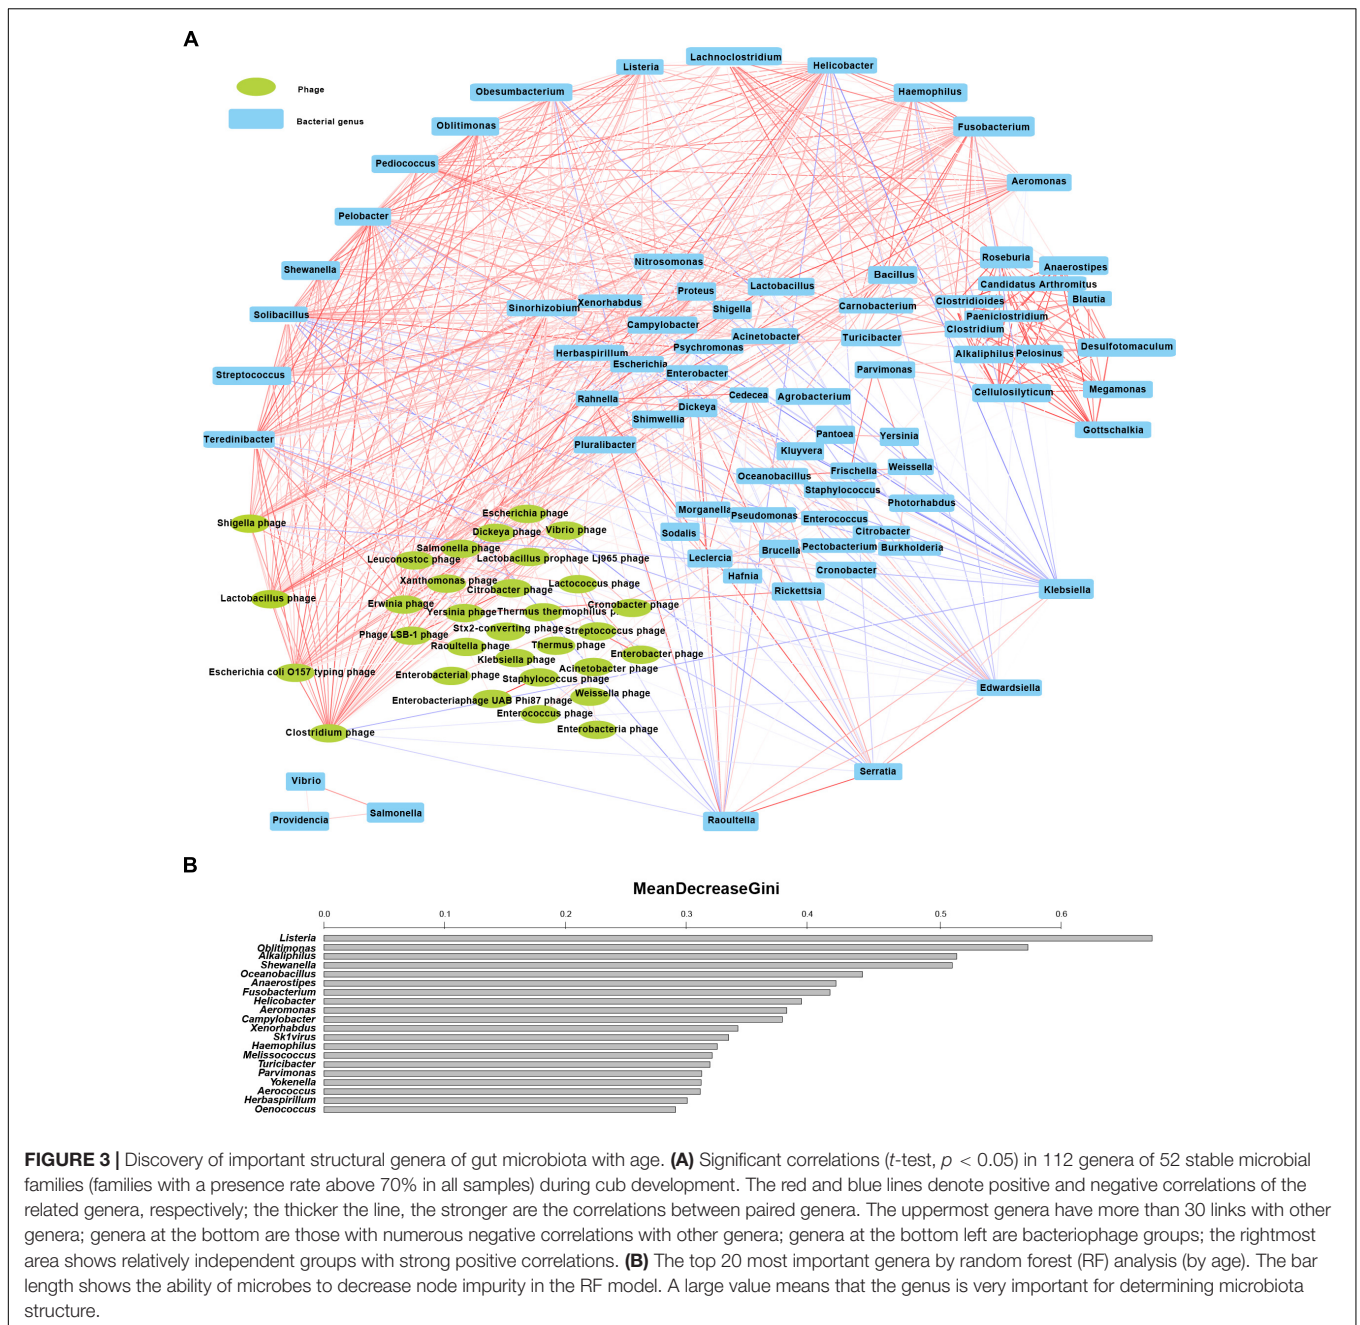 A
Phage
Bacterial genus
Lachnoclostridium
Listeria
Helicobacter
Obesumbacterium
Haemophilus
Oblitimonas
Fusobacterium
Pediococcus
Aeromonas
Pelobacter
Shewanella
Nitrosomonas
Roseburia
Anaerostipes
Bacillus
Lactobacillus
Candidatus Arthromitus
Proteus
Blautia
Sinorhizobium
Xenorhabdus
Shigella
Carnobacterium
Clostridioides
Solibacillus
Paeniclostridium
Campylobacter
Clostridium
Acinetobacter
Turicibacter
Psychromonas
Desulfotomaculum
Herbaspirillum
Alkaliphilus
Pelosinus
Escherichia
Enterobacter
Parvimonas
Streptococcus
Megamonas
Cellulosilyticum
Rahnella
Cedecea
Agrobacterium
Dickeya
Shimwellia
Gottschalkia
Teredinibacter
Pluralibacter
Pantoea
Yersinia
Kluyvera
Frischella
Weissella
Oceanobacillus
Staphylococcus
Photorhabdus
Morganella
Pseudomonas
Enterococcus
Sodalis
Citrobacter
Leclercia
Brucella
Pectobacterium
Burkholderia
Hafnia
Cronobacter
Rickettsia
Klebsiella
Edwardsiella
Serratia
Raoultella
Shigella phage
Escherichia phage
Dickeya phage
Vibrio phage
Salmonella phage
Leuconostoc phage
Lactobacillus prophage Lj965 phage
Xanthomonas phage
Citrobacter phage
Lactococcus phage
Lactobacillus phage
Erwinia phage
Yersinia phage
Thermus thermophilus p
Cronobacter phage
Phage LSB-1 phage
Stx2-converting phage
Streptococcus phage
Raoultella phage
Thermus phage
Klebsiella phage
Enterobacter phage
Escherichia coli O157 typing phage
Enterobacterial phage
Acinetobacter phage
Staphylococcus phage
Enterobacteriaphage UAB Phi87 phage
Weissella phage
Enterococcus phage
Enterobacteria phage
Clostridium phage
Vibrio
Providencia
Salmonella
B
MeanDecreaseGini
0.0 0.1 0.2 0.3 0.4 0.5 0.6
Listeria
Oblitimonas
Alkaliphilus
Shewanella
Oceanobacillus
Anaerostipes
Fusobacterium
Helicobacter
Aeromonas
Campylobacter
Xenorhabdus
Sk1virus
Haemophilus
Melissococcus
Turicibacter
Parvimonas
Yokenella
Aerococcus
Herbaspirillum
Oenococcus
FIGURE 3 | Discovery of important structural genera of gut microbiota with age. (A) Significant correlations (t-test, p < 0.05) in 112 genera of 52 stable microbial
families (families with a presence rate above 70% in all samples) during cub development. The red and blue lines denote positive and negative correlations of the
related genera, respectively; the thicker the line, the stronger are the correlations between paired genera. The uppermost genera have more than 30 links with other
genera; genera at the bottom are those with numerous negative correlations with other genera; genera at the bottom left are bacteriophage groups; the rightmost
area shows relatively independent groups with strong positive correlations. (B) The top 20 most important genera by random forest (RF) analysis (by age). The bar
length shows the ability of microbes to decrease node impurity in the RF model. A large value means that the genus is very important for determining microbiota
structure.